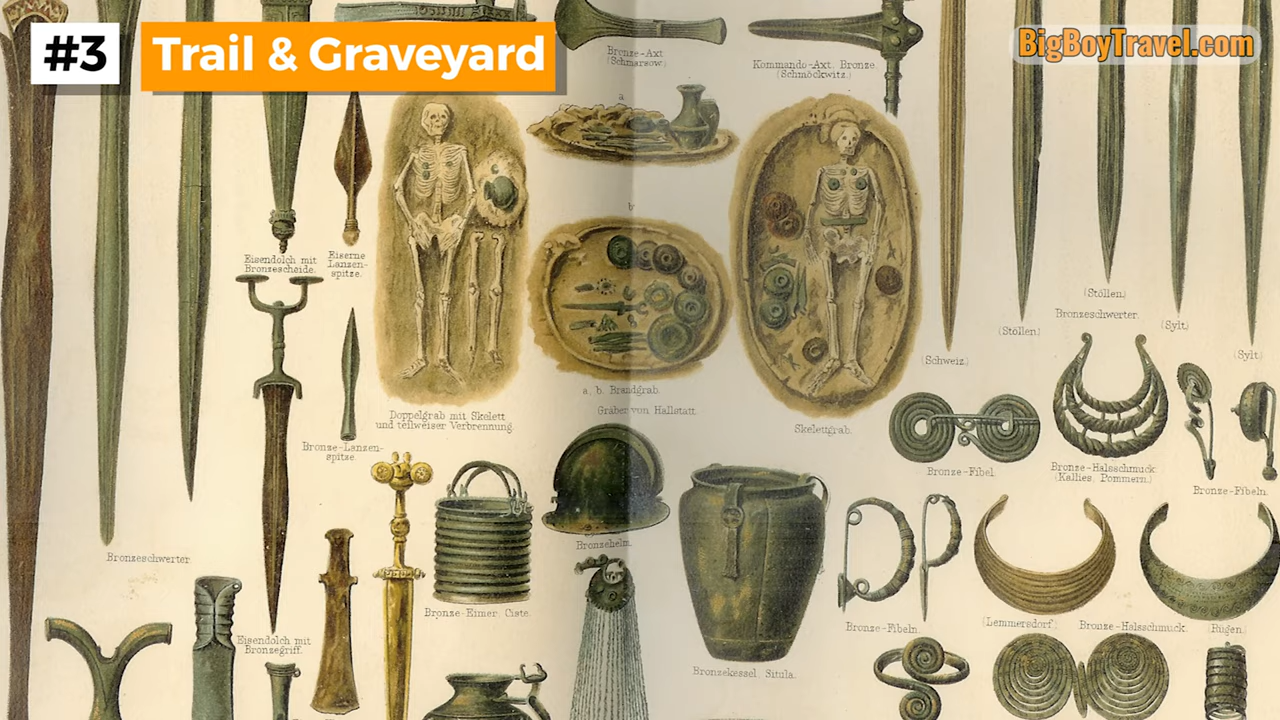 #3 Trail & Graveyard
BigBoyTravel.com
Bronze-Axt
(Schmarsow.)
Kommando-Axt. Bronze.
(Schmöckwitz.)
a
Eisendolch mit
Bronzescheide.
Eiserne
Lanzen-
spitze.
b
(Stöllen.)
Bronzeschwerter.
(Stöllen)
(Sylt.)
(Schweiz.)
(Sylt.)
a, b. Brandgrab.
Gräber von Hallstatt.
Doppelgrab mit Skelett
und teilweiser Verbrennung.
Skelettgrab.
Bronze-Lanzen-
spitze.
Bronze-Fibel.
Bronze-Halsschmuck
(Kallies, Pommern.)
Bronze-Fibeln.
Bronzeschwerter.
Bronzehelm.
Bronze-Eimer, Ciste.
Bronze-Fibeln.
(Lemmersdorf.)
Bronze-Halsschmuck.
(Rügen.)
Eisendolch mit
Bronzegriff.
Bronzekessel, Situla.